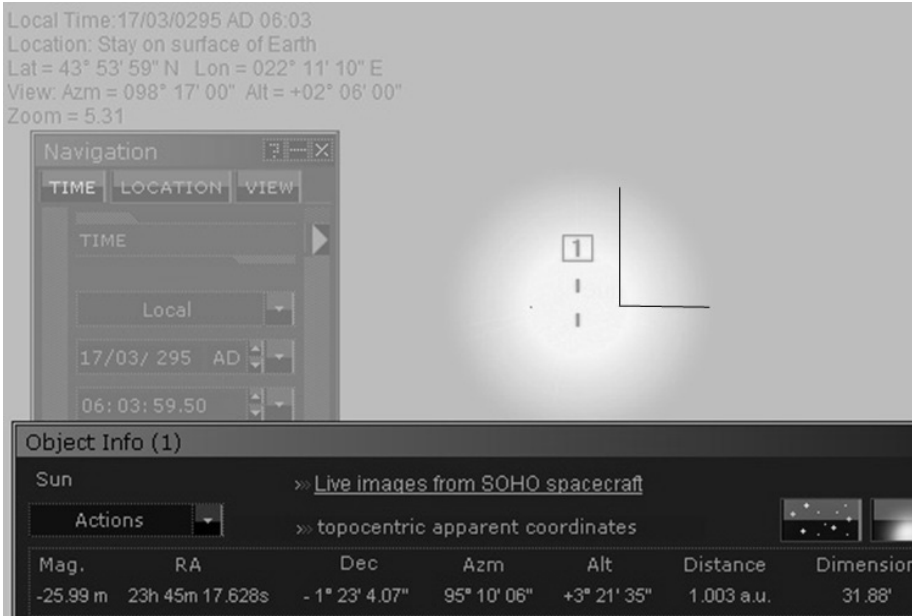 Local Time:17/03/0295 AD 06:03
Location: Stay on surface of Earth
Lat = 43° 53' 59" N Lon = 022° 11' 10" E
View: Azm = 098° 17' 00" Alt = +02° 06' 00"
Zoom = 5.31
Navigation
TIME LOCATION VIEW
TIME
1
Local
17/03/ 295 AD
06:03:59.50
Object Info (1)
Sun
»» Live images from SOHO spacecraft
Actions
»» topocentric apparent coordinates
Mag. RA Dec Azm Alt Distance Dimension
-25.99 m 23h 45m 17.628s - 1° 23' 4.07" 95° 10' 06" +3° 21' 35" 1.003 a.u. 31.88'